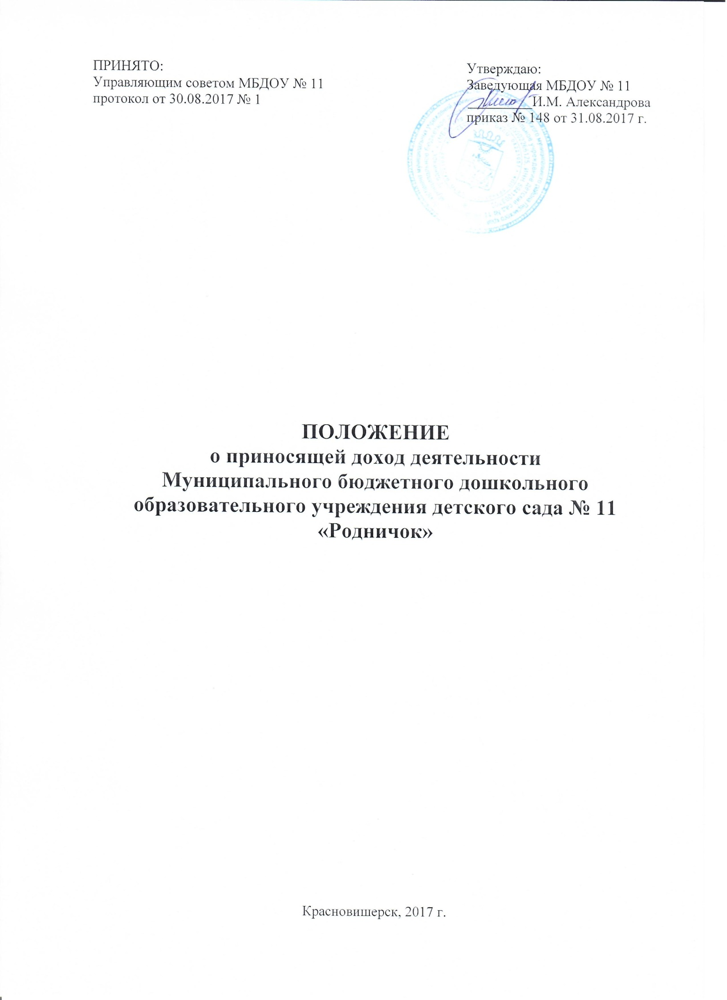 ПРИНЯТО:
Управляющим советом МБДОУ № 11
протокол от 30.08.2017 № 1
Утверждаю:
Заведующая МБДОУ № 11
И.М. Александрова
приказ № 148 от 31.08.2017 г.
ПОЛОЖЕНИЕ
о приносящей доход деятельности
Муниципального бюджетного дошкольного
образовательного учреждения детского сада № 11
«Родничок»
Красновишерск, 2017 г.